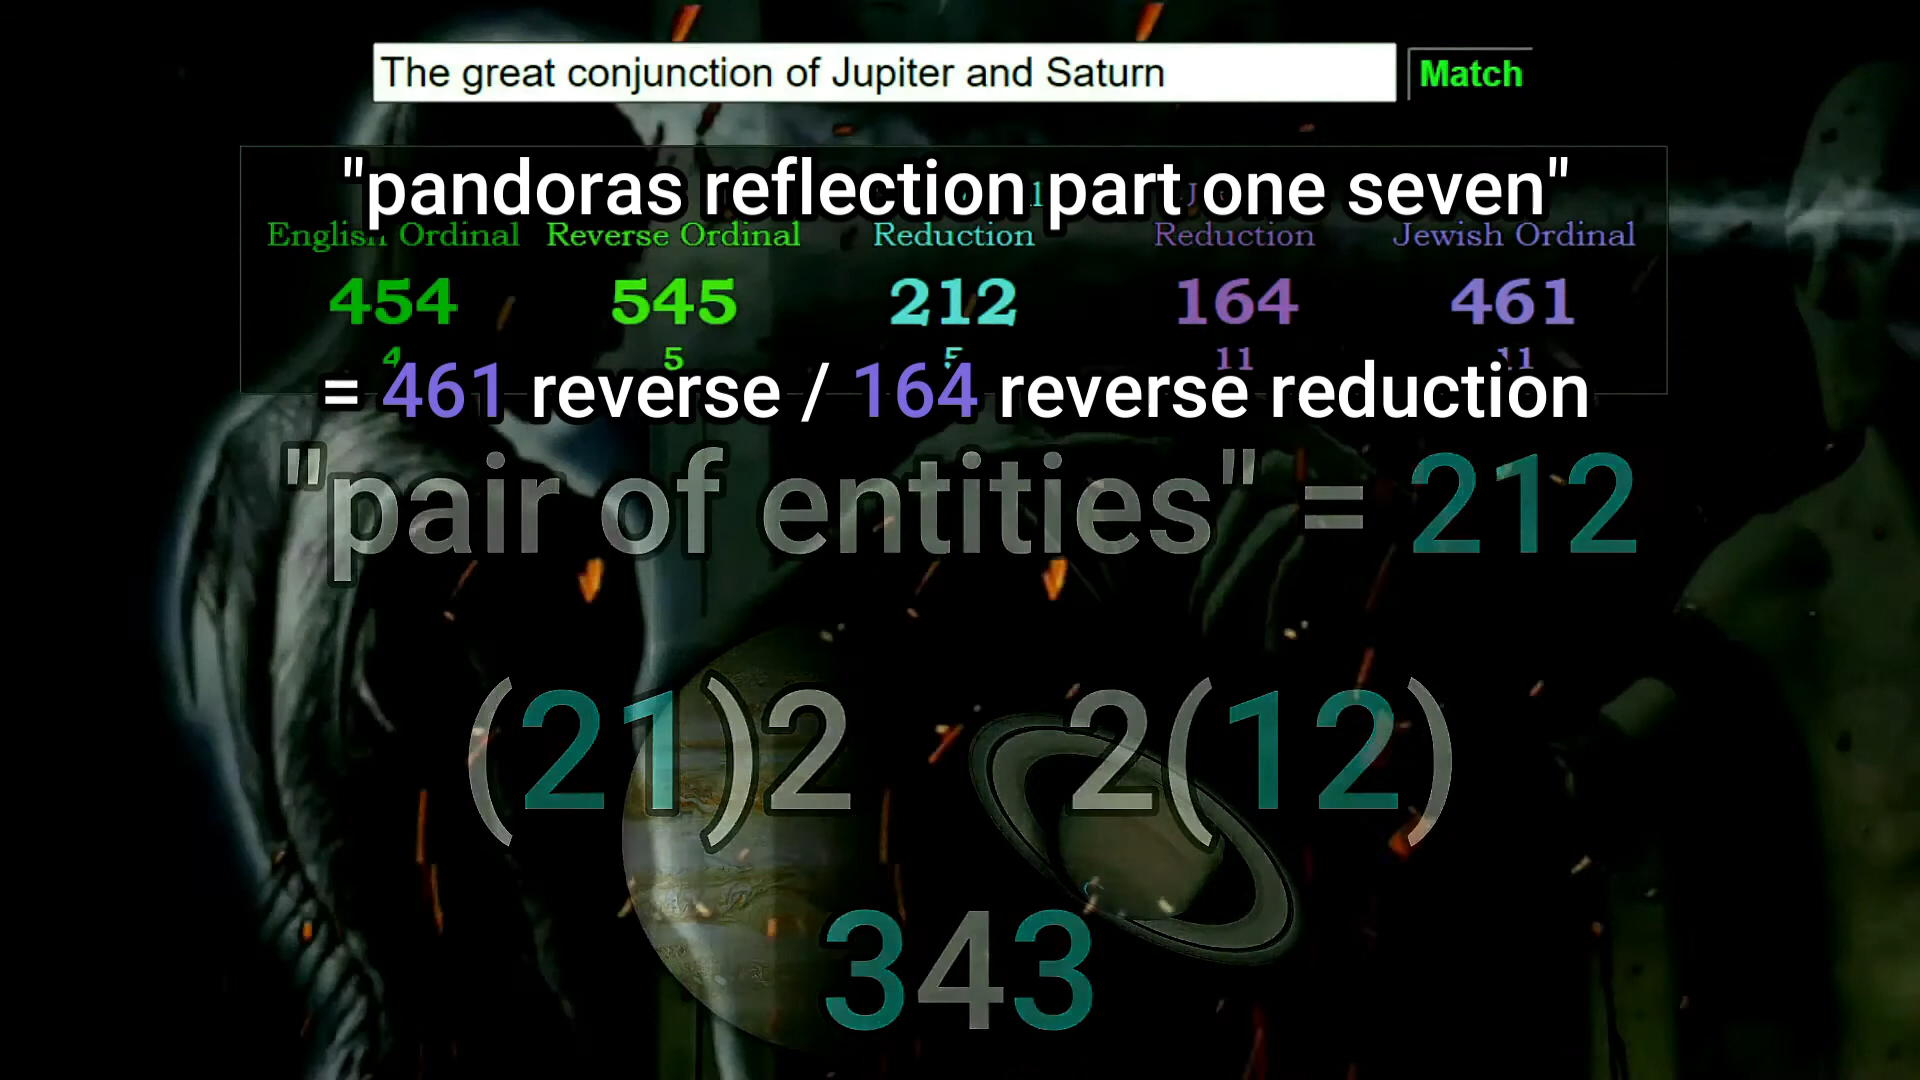 The great conjunction of Jupiter and Saturn Match
"pandoras reflection part one seven"
English Ordinal Reverse Ordinal Reduction Reduction Jewish Ordinal
454 545 212 164 461
4 5 5 11 11
= 461 reverse / 164 reverse reduction
"pair of entities" = 212
(21)2 2(12)
343